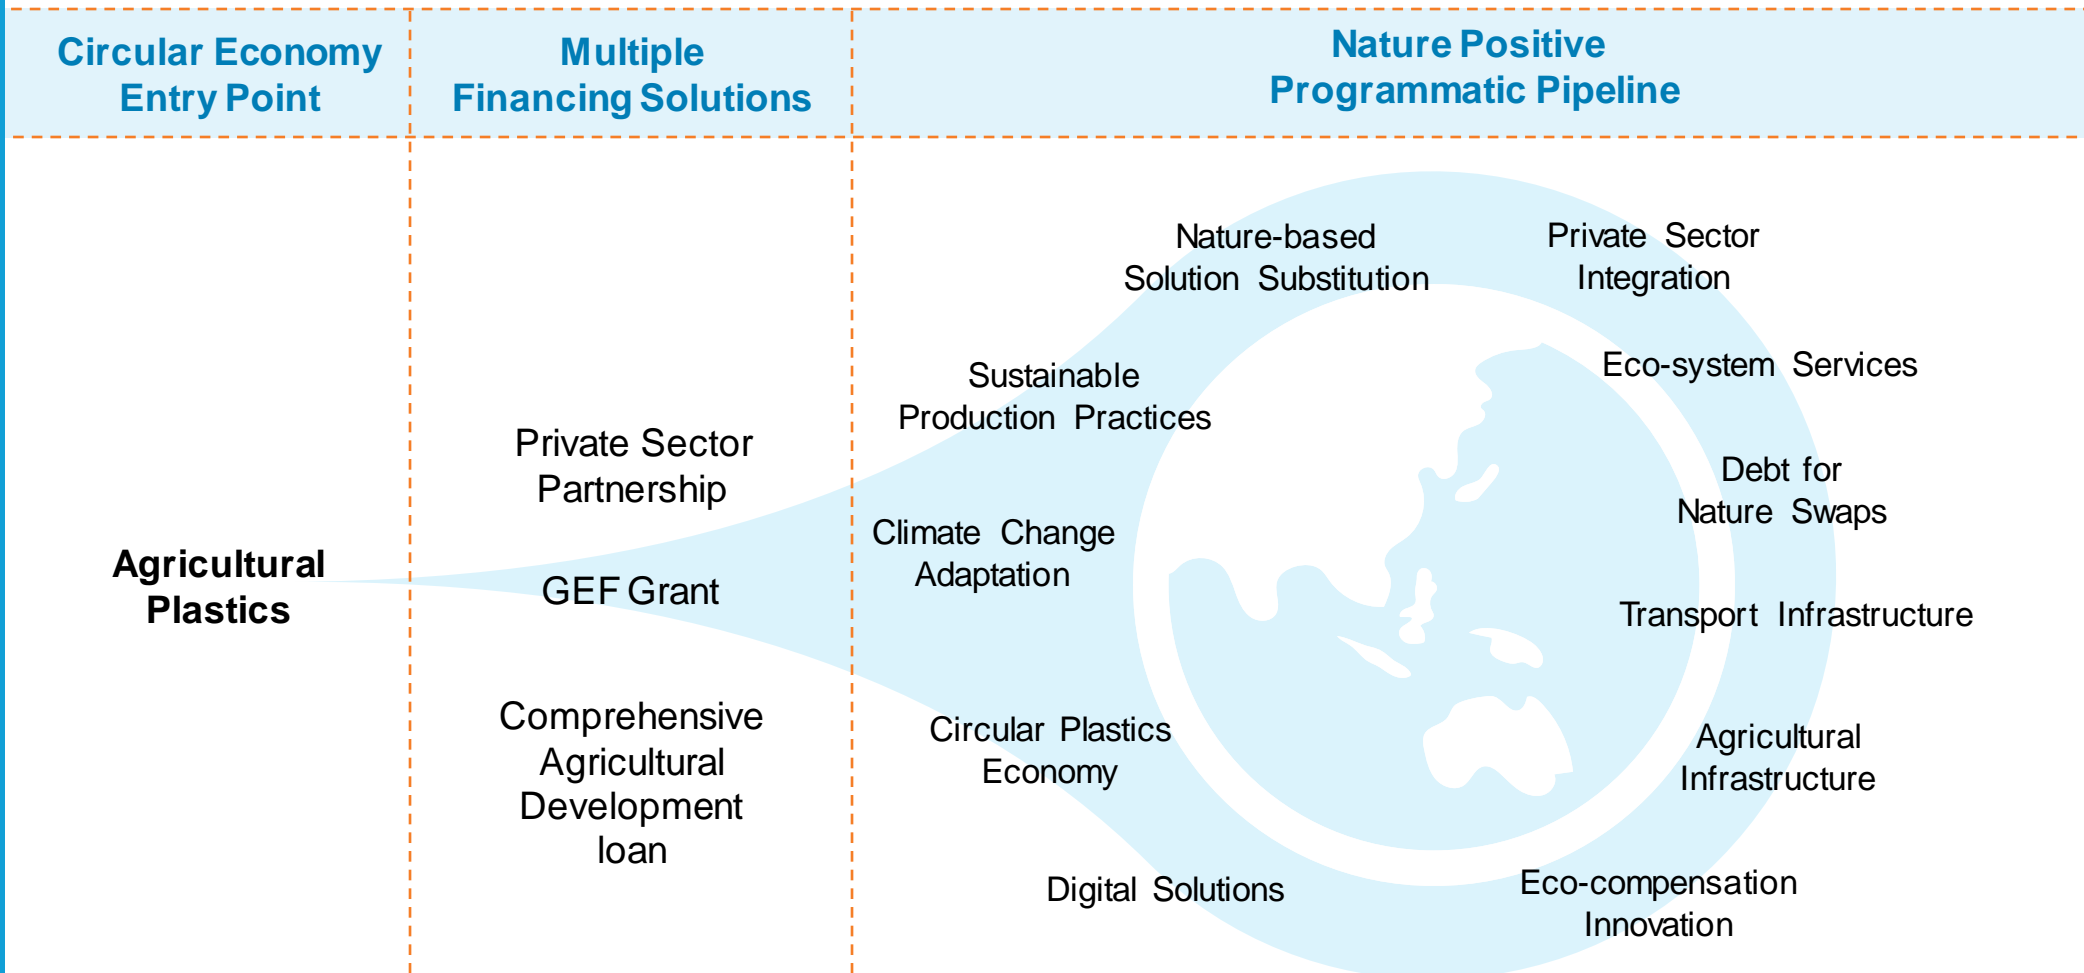 Circular Economy
Entry Point
Multiple
Financing Solutions
Nature Positive
Programmatic Pipeline
Agricultural
Plastics
Private Sector
Partnership
GEF Grant
Comprehensive
Agricultural
Development
loan
Nature-based
Solution Substitution
Private Sector
Integration
Sustainable
Production Practices
Eco-system Services
Climate Change
Adaptation
Debt for
Nature Swaps
Transport Infrastructure
Circular Plastics
Economy
Agricultural
Infrastructure
Digital Solutions
Eco-compensation
Innovation